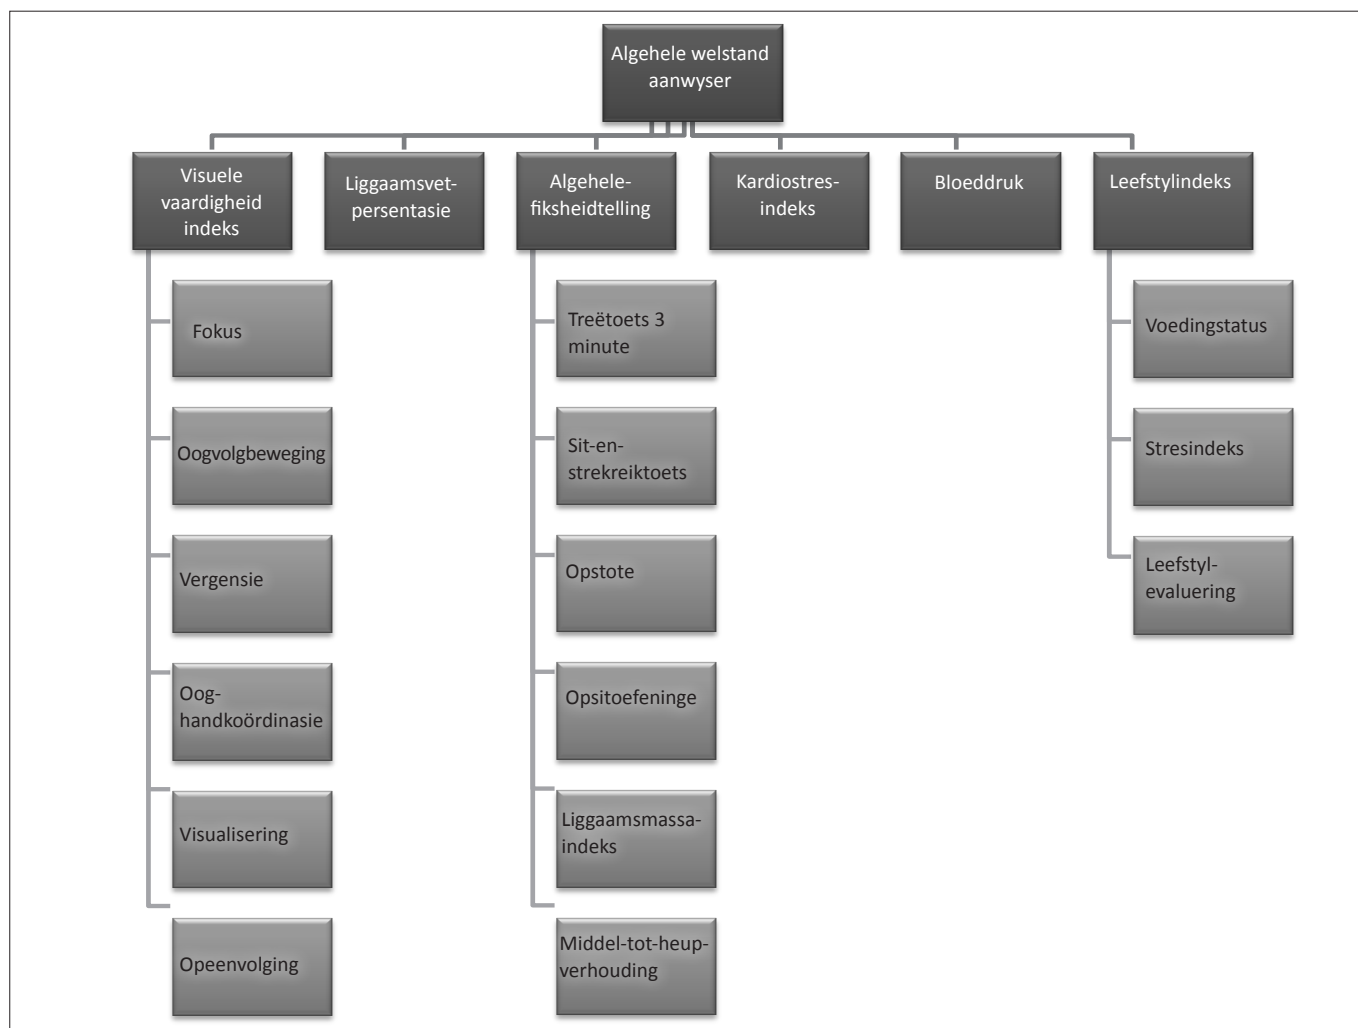 Algehele welstand
aanwyser
Visuele
vaardigheid
indeks
Liggaamsvet-
persentasie
Algehele-
fiksheidtelling
Kardiostres-
indeks
Bloeddruk
Leefstylindeks
Fokus
Oogvolgbeweging
Vergensie
Oog-
handkoördinasie
Visualisering
Opeenvolging
Treëtoets 3
minute
Sit-en-
strekreiktoets
Opstote
Opsitoefeninge
Liggaamsmassa-
indeks
Middel-tot-heup-
verhouding
Voedingstatus
Stresindeks
Leefstyl-
evaluering